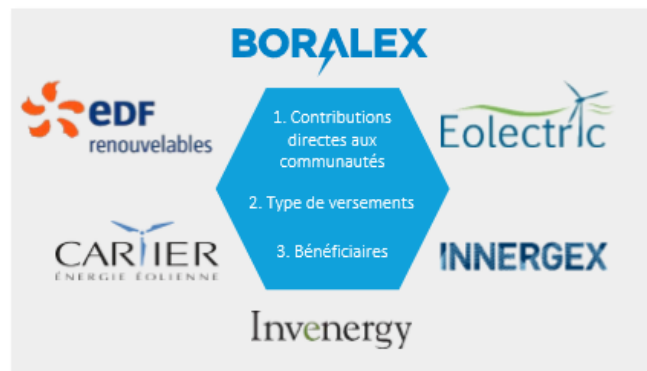 BORALEX
eDF
renouvelables
1. Contributions
directes aux
communautés
Eolectric
2. Type de versements
CARTIER
ÉNERGIE ÉOLIENNE
3. Bénéficiaires
INNERGEX
Invenergy